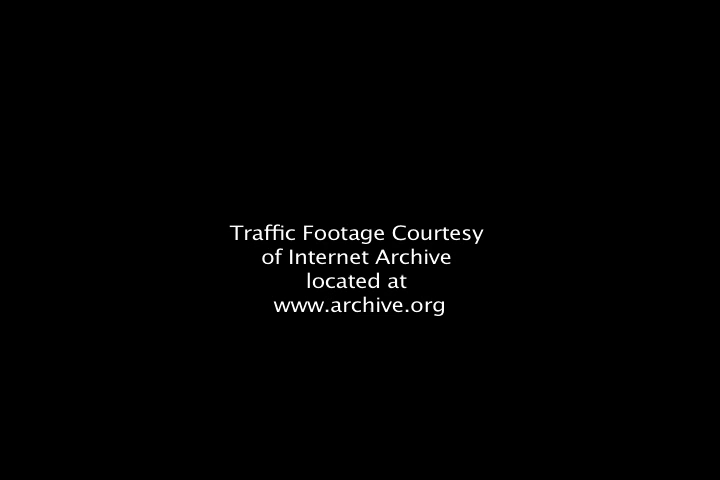 Traffic Footage Courtesy
of Internet Archive
located at
www.archive.org